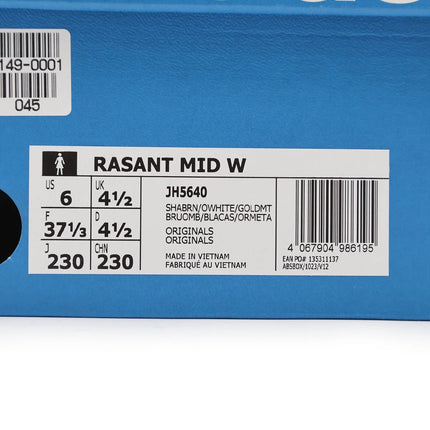 149-0001
045
RASANT MID W
US UK
6 4½
F D
37⅓ 4½
J CHN
230 230
JH5640
SHABRN/OWHITE/GOLDMT
BRUOMB/BLACAS/ORMETA
ORIGINALS
ORIGINALS
MADE IN VIETNAM
FABRIQUÉ AU VIETNAM
4 067904 986195
EAN PO# 135311137
ABSBOX/1023/V12